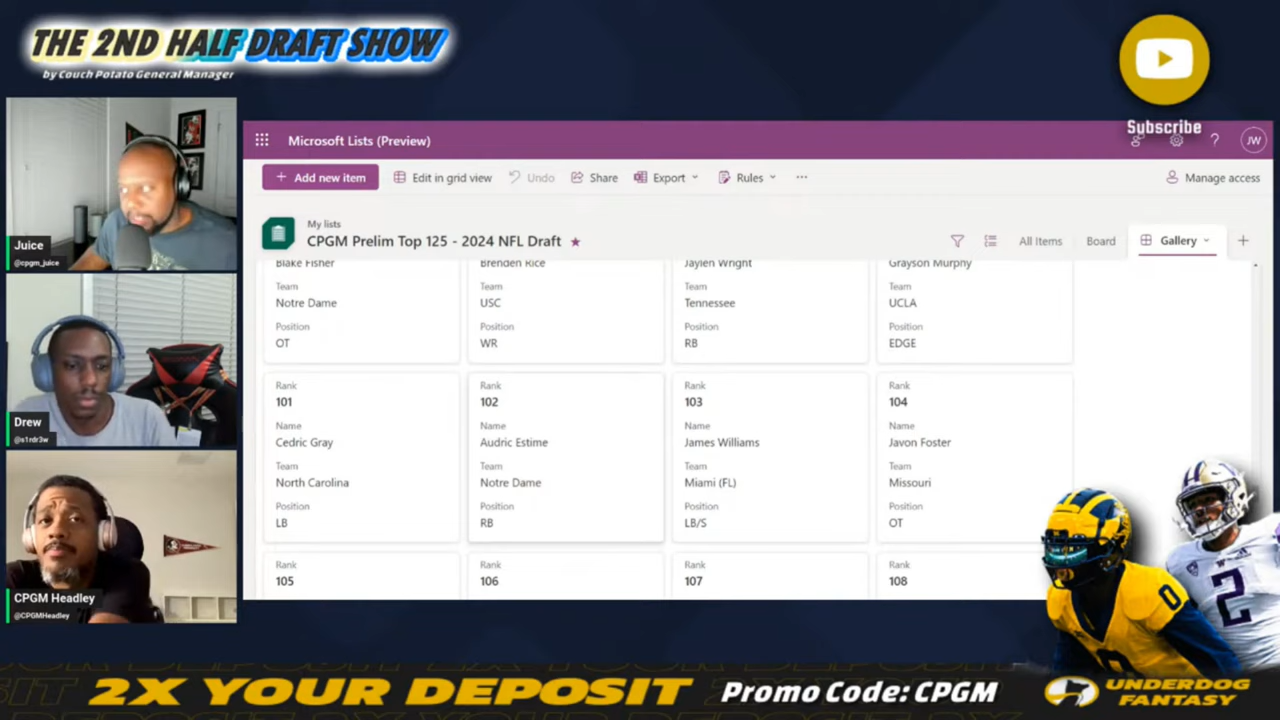 THE 2ND HALF DRAFT SHOW
by Couch Potato General Manager
Subscribe
Juice
@cpgm_juice
Drew
@s1rdr3w
CPGM Headley
@CPGMHeadley
Microsoft Lists (Preview)
? JW
+ Add new item Edit in grid view Undo Share Export Rules ... Manage access
My lists
CPGM Prelim Top 125 - 2024 NFL Draft
All Items Board Gallery +
Blake Fisher Brenden Rice Jaylen Wright Grayson Murphy
Team Team Team Team
Notre Dame USC Tennessee UCLA
Position Position Position Position
OT WR RB EDGE
Rank Rank Rank Rank
101 102 103 104
Name Name Name Name
Cedric Gray Audric Estime James Williams Javon Foster
Team Team Team Team
North Carolina Notre Dame Miami (FL) Missouri
Position Position Position Position
LB RB LB/S OT
Rank Rank Rank Rank
105 106 107 108
0
2
2X YOUR DEPOSIT Promo Code: CPGM UNDERDOG
FANTASY